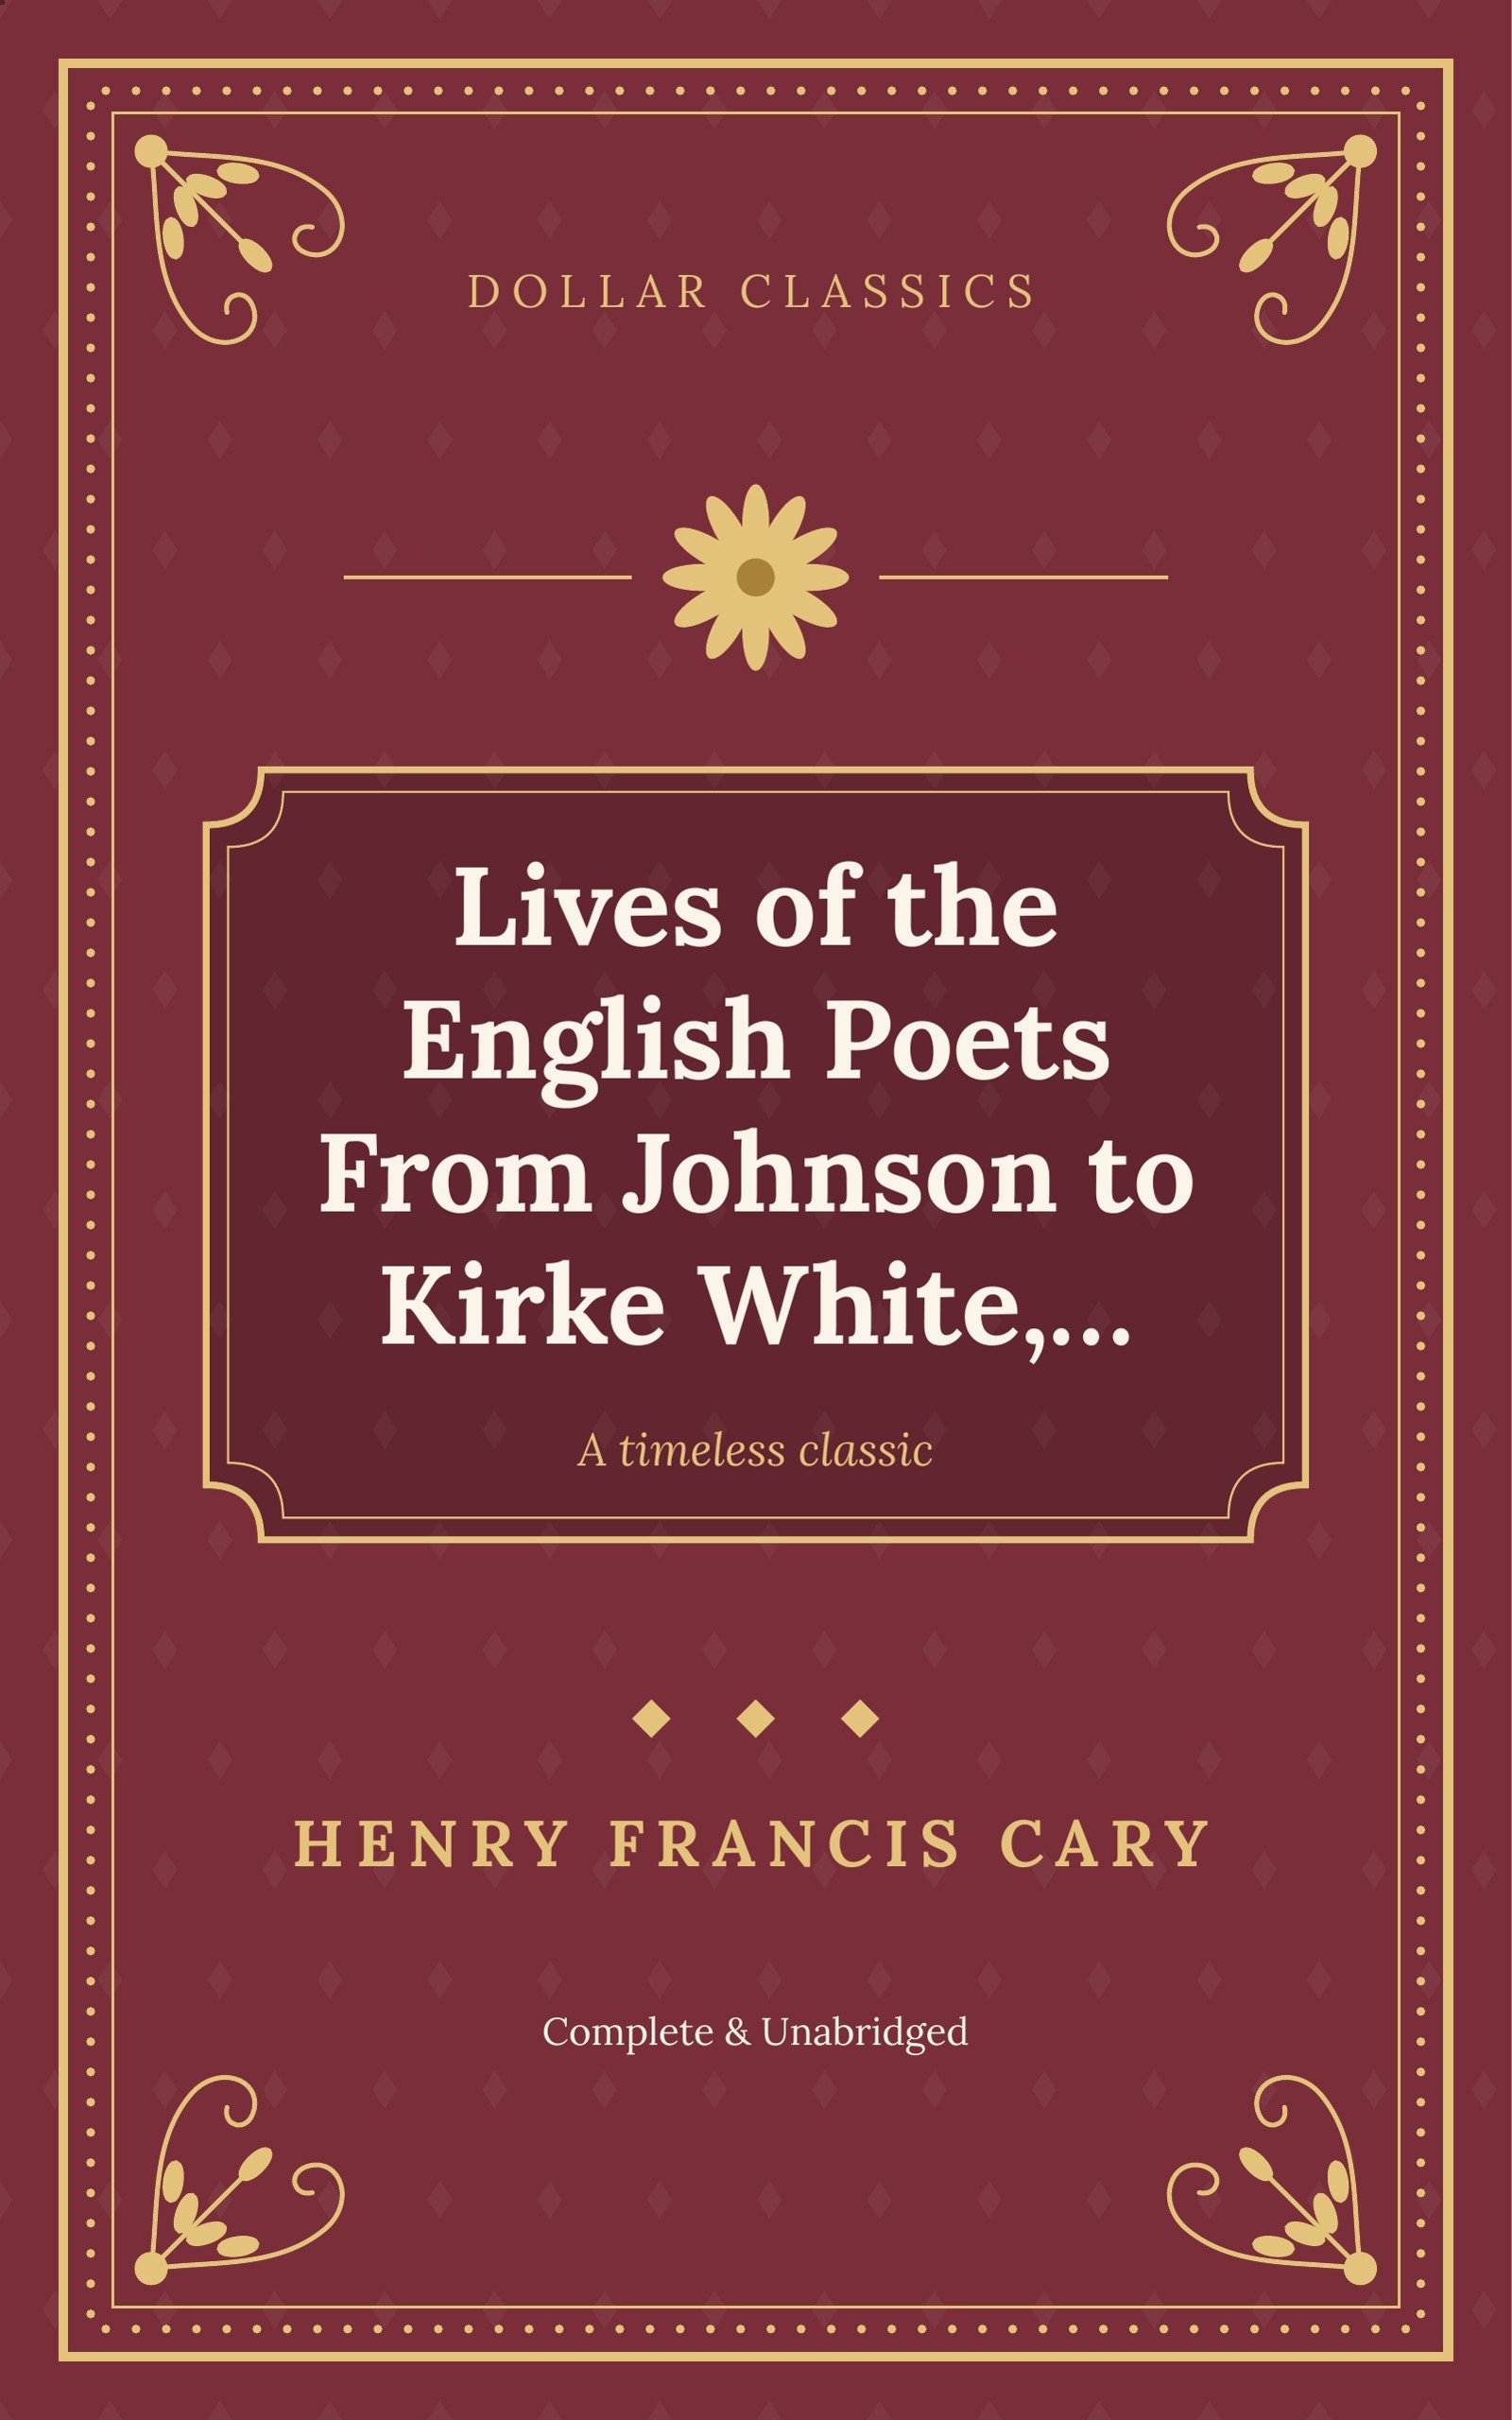 DOLLAR CLASSICS
Lives of the
English Poets
From Johnson to
Kirke White,...
A timeless classic
HENRY FRANCIS CARY
Complete & Unabridged